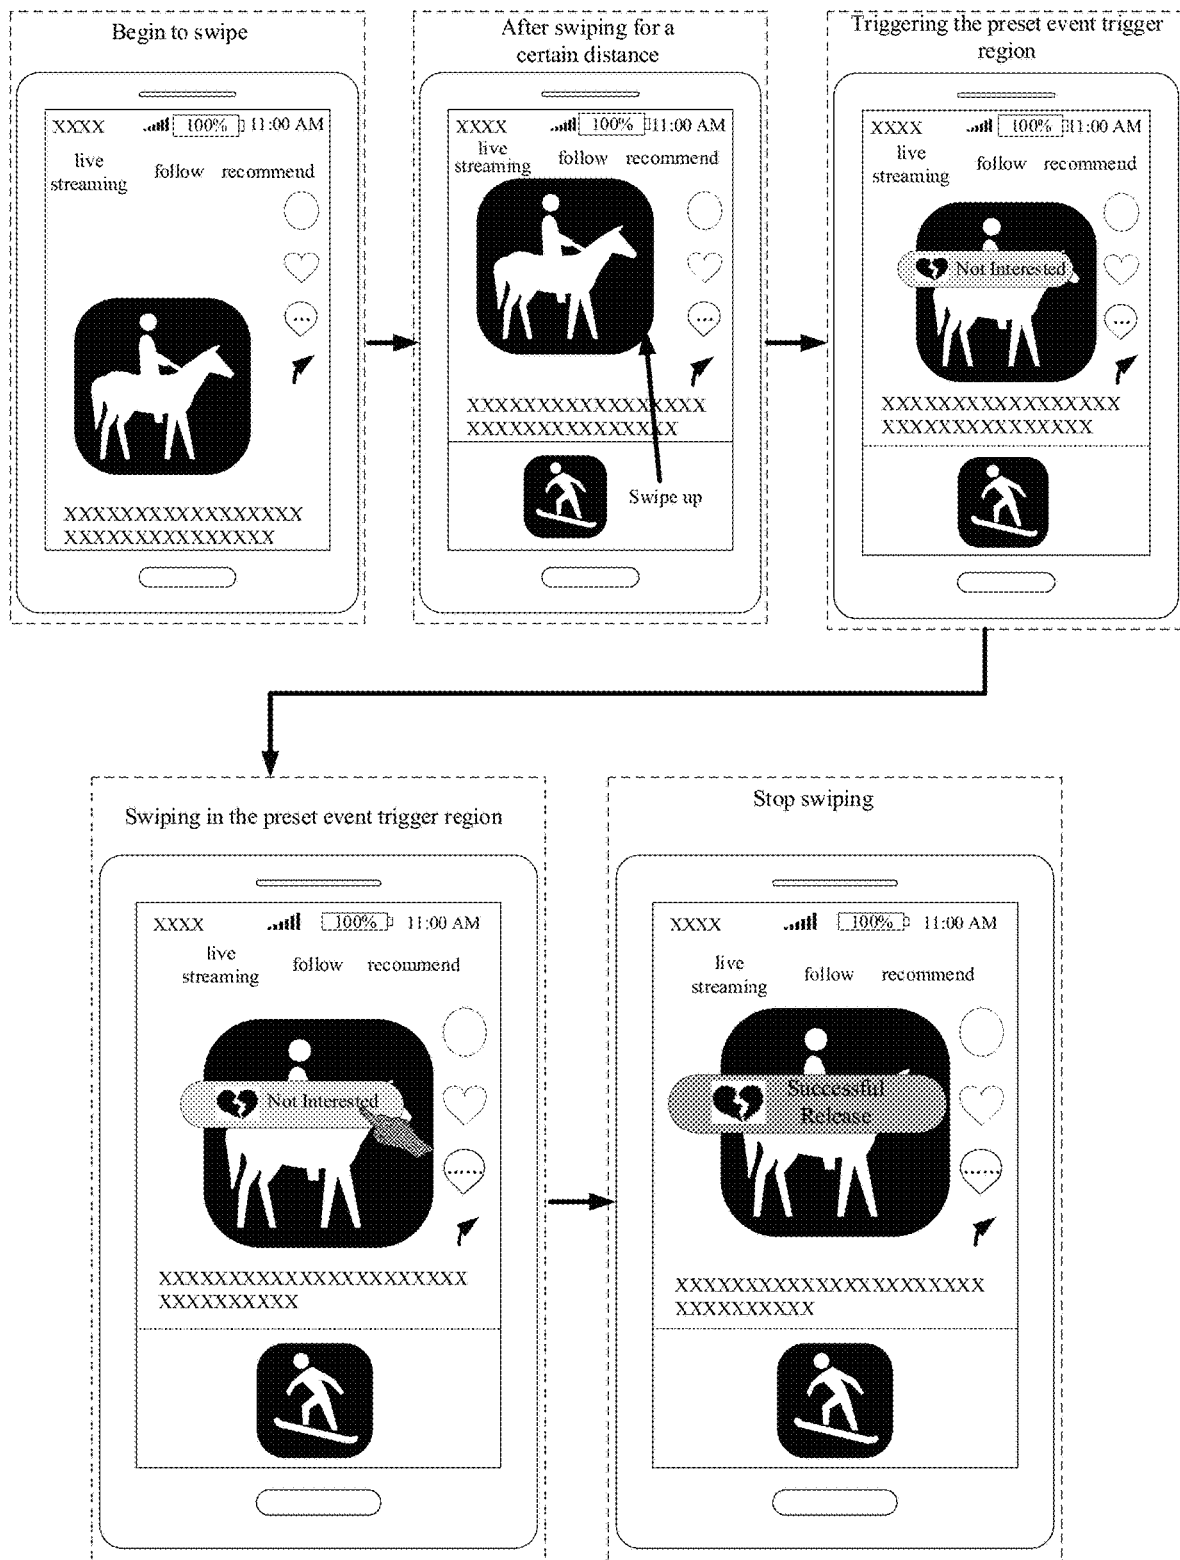 Begin to swipe
XXXX 100% 11:00 AM
live
streaming
follow recommend
XXXXXXXXXXXXXXXXX
XXXXXXXXXXXXXXX
After swiping for a
certain distance
XXXX 100% 11:00 AM
live
streaming
follow recommend
XXXXXXXXXXXXXXXXX
XXXXXXXXXXXXXXX
Swipe up
Triggering the preset event trigger
region
XXXX 100% 11:00 AM
live
streaming
follow recommend
Not Interested
XXXXXXXXXXXXXXXXX
XXXXXXXXXXXXXXX
Swiping in the preset event trigger region
XXXX 100% 11:00 AM
live
streaming
follow recommend
Not Interested
XXXXXXXXXXXXXXXXXXXXXX
XXXXXXXXXX
Stop swiping
XXXX 100% 11:00 AM
live
streaming
follow recommend
Successful
Release
XXXXXXXXXXXXXXXXXXXXXX
XXXXXXXXXX